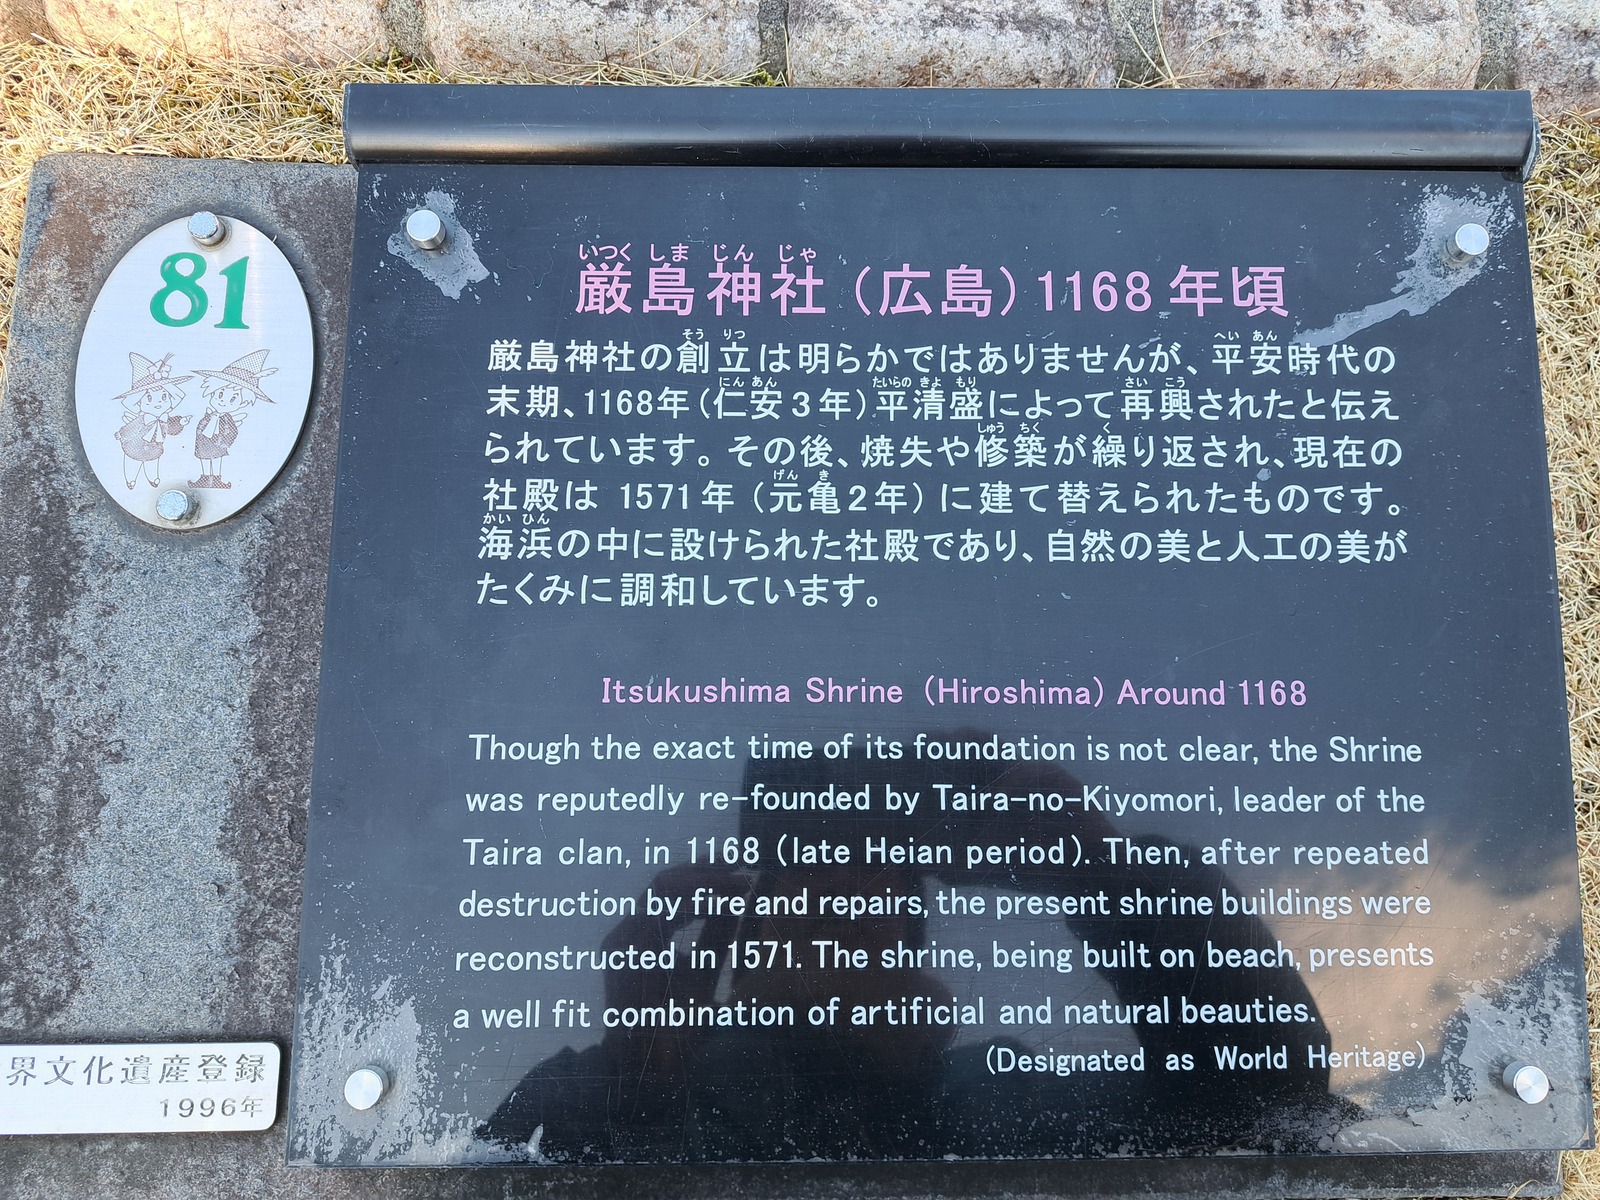 81
厳島神社（広島）1168年頃
厳島神社の創立は明らかではありませんが、平安時代の
末期、1168年（仁安3年）平清盛によって再興されたと伝え
られています。その後、焼失や修築が繰り返され、現在の
社殿は 1571年（元亀2年）に建て替えられたものです。
海浜の中に設けられた社殿であり、自然の美と人工の美が
たくみに調和しています。
Itsukushima Shrine (Hiroshima) Around 1168
Though the exact time of its foundation is not clear, the Shrine
was reputedly re-founded by Taira-no-Kiyomori, leader of the
Taira clan, in 1168 (late Heian period). Then, after repeated
destruction by fire and repairs, the present shrine buildings were
reconstructed in 1571. The shrine, being built on beach, presents
a well fit combination of artificial and natural beauties.
(Designated as World Heritage)
界文化遺産登録
1996年